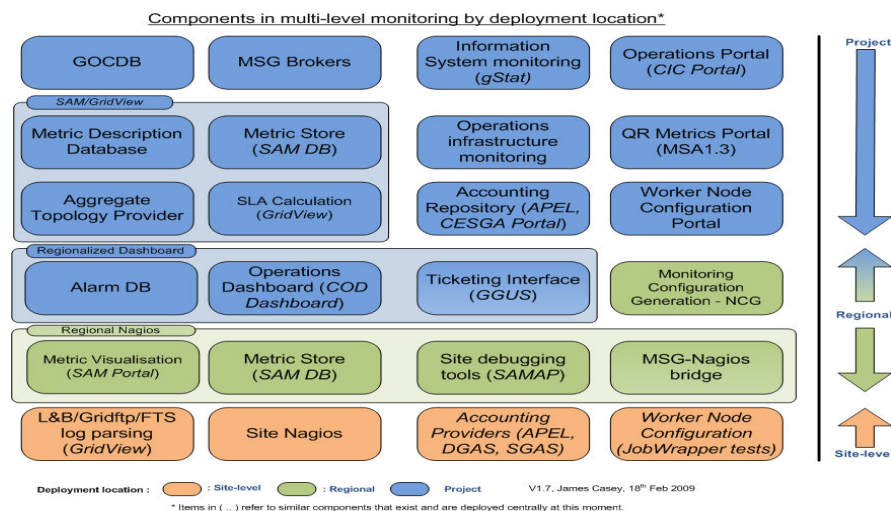 Components in multi-level monitoring by deployment location*
Project
GOCDB
MSG Brokers
Information
System monitoring
(gStat)
Operations Portal
(CIC Portal)
SAM/GridView
Metric Description
Database
Metric Store
(SAM DB)
Operations
infrastructure
monitoring
QR Metrics Portal
(MSA1.3)
Aggregate
Topology Provider
SLA Calculation
(GridView)
Accounting
Repository (APEL,
CESGA Portal)
Worker Node
Configuration
Portal
Regionalized Dashboard
Alarm DB
Operations
Dashboard (COD
Dashboard)
Ticketing Interface
(GGUS)
Monitoring
Configuration
Generation - NCG
Regional
Regional Nagios
Metric Visualisation
(SAM Portal)
Metric Store
(SAM DB)
Site debugging
tools (SAMAP)
MSG-Nagios
bridge
L&B/Gridftp/FTS
log parsing
(GridView)
Site Nagios
Accounting
Providers (APEL,
DGAS, SGAS)
Worker Node
Configuration
(JobWrapper tests)
Site-level
Deployment location : : Site-level : Regional Project V1.7, James Casey, 18th Feb 2009
* Items in ( .. ) refer to similar components that exist and are deployed centrally at this moment.